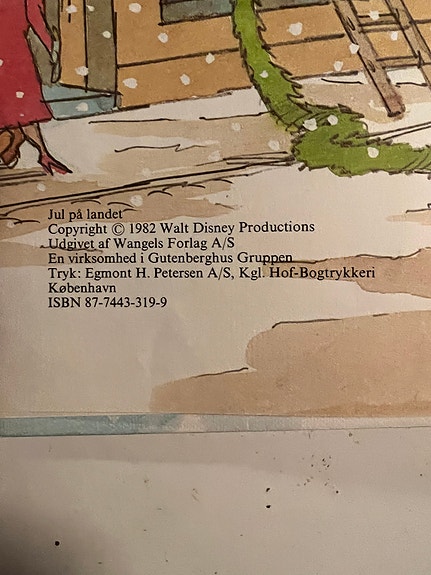 Jul på landet
Copyright © 1982 Walt Disney Productions
Udgivet af Wangels Forlag A/S
En virksomhed i Gutenberghus Gruppen
Tryk: Egmont H. Petersen A/S, Kgl. Hof-Bogtrykkeri
København
ISBN 87-7443-319-9